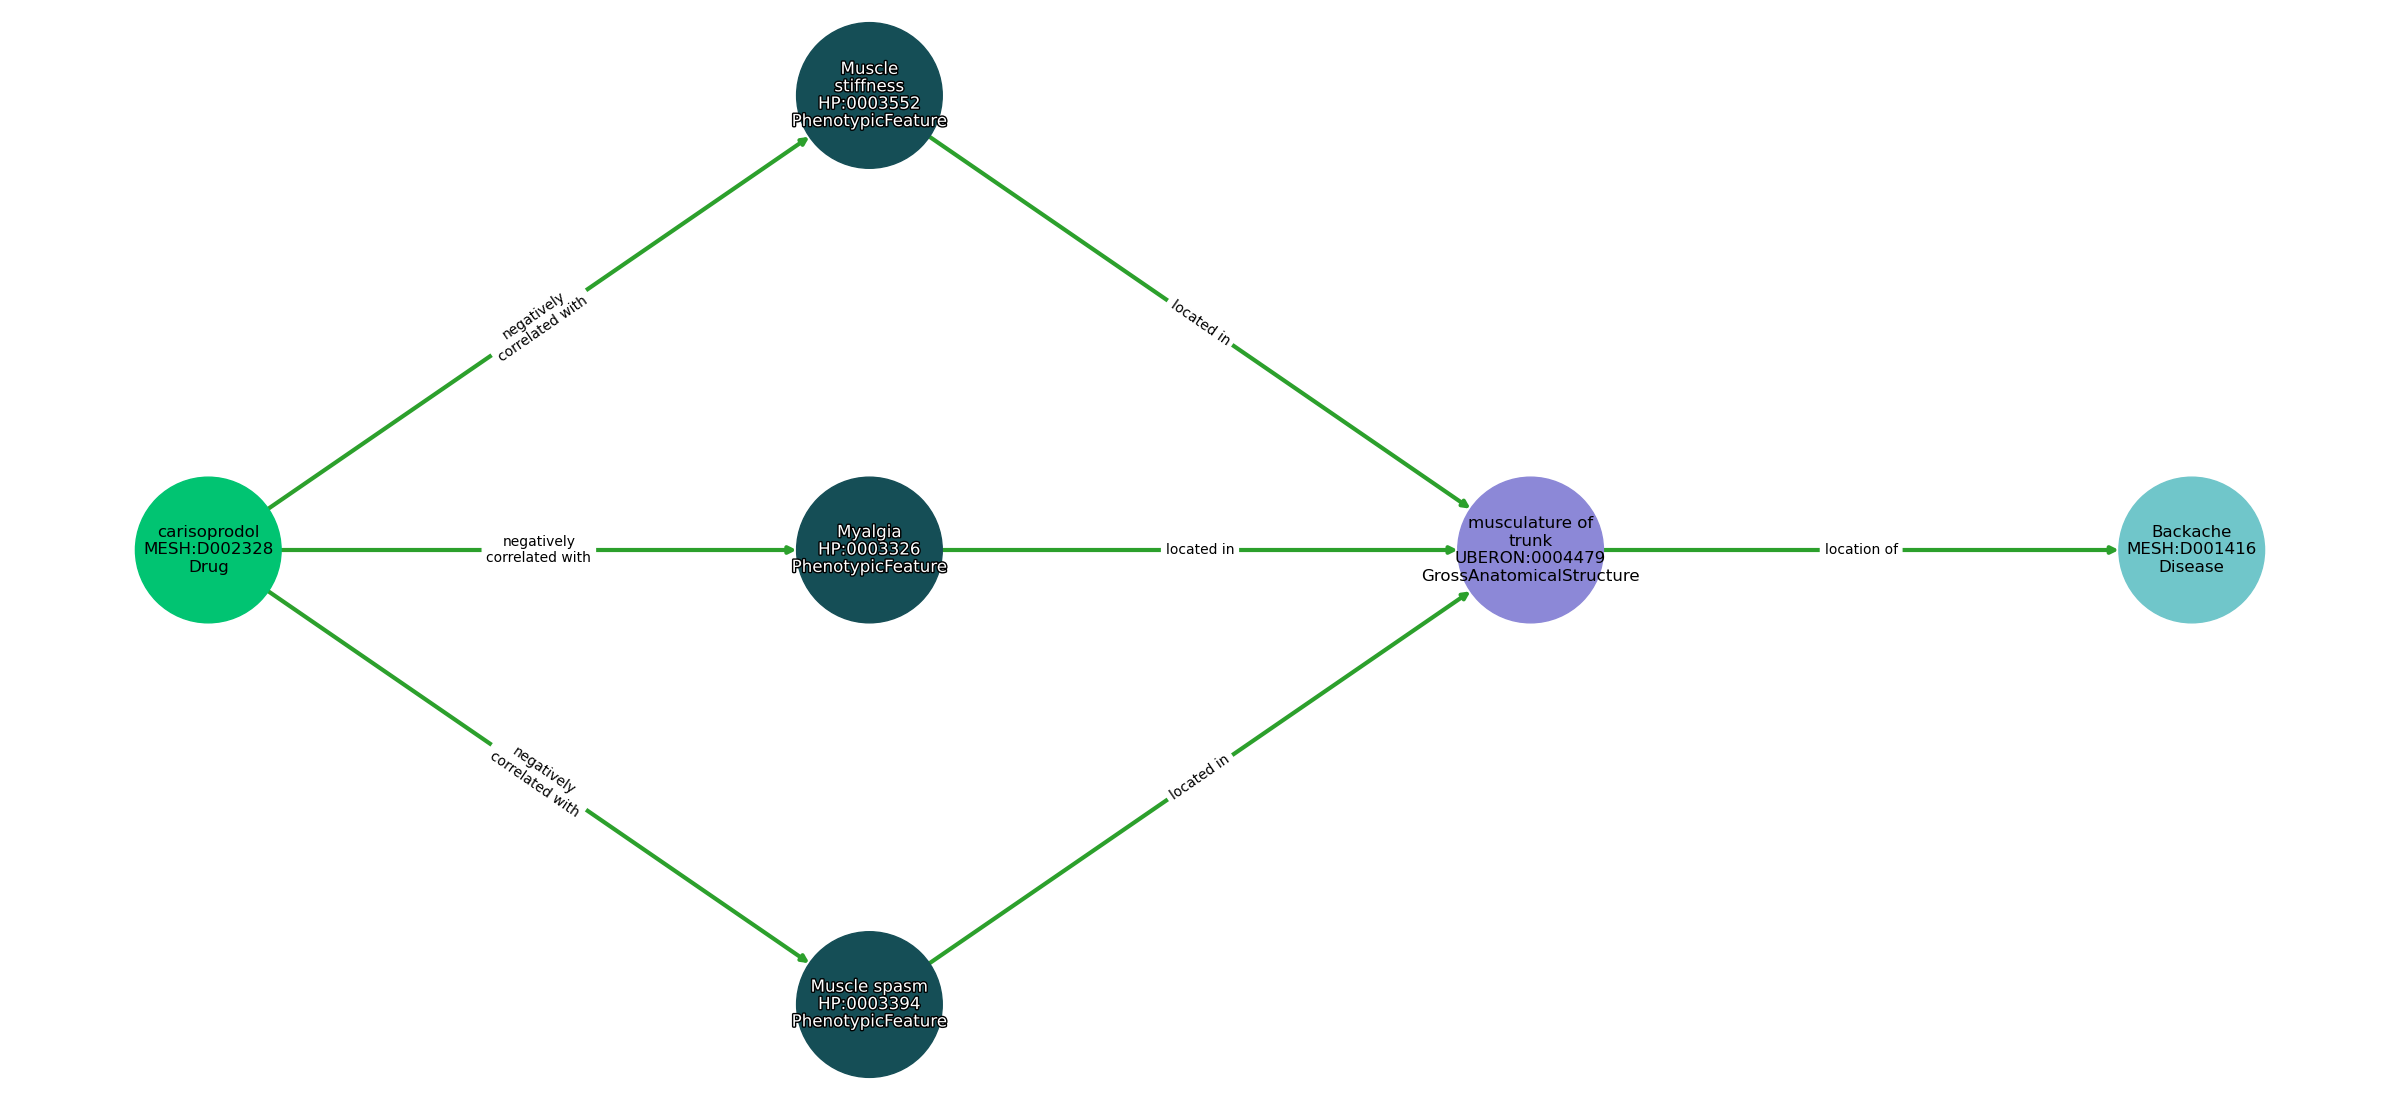 Muscle
stiffness
HP:0003552
PhenotypicFeature
negatively
correlated with
located in
carisoprodol
MESH:D002328
Drug
negatively
correlated with
Myalgia
HP:0003326
PhenotypicFeature
located in
musculature of
trunk
UBERON:0004479
GrossAnatomicalStructure
location of
Backache
MESH:D001416
Disease
negatively
correlated with
located in
Muscle spasm
HP:0003394
PhenotypicFeature